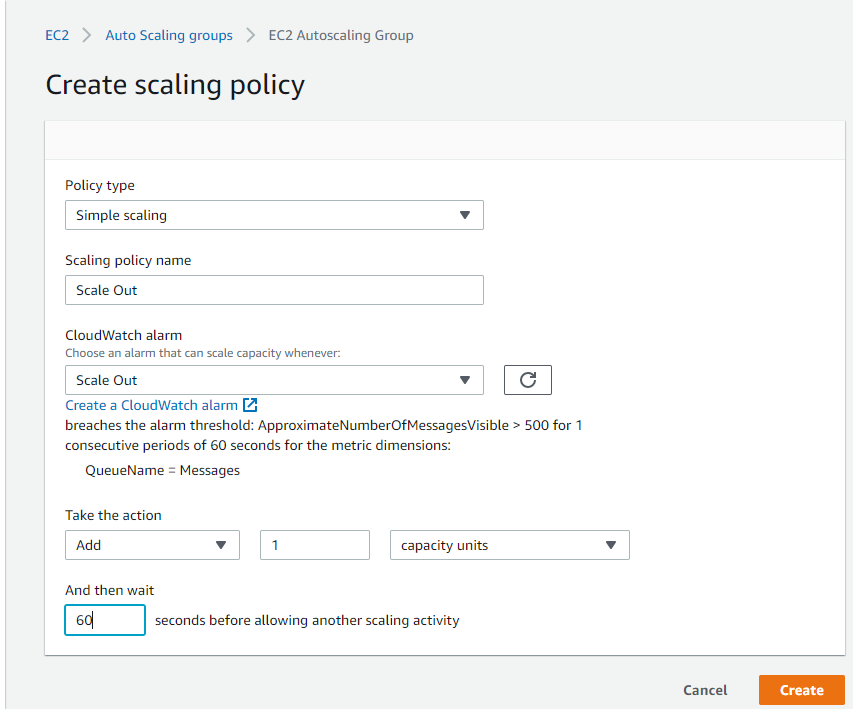 EC2 > Auto Scaling groups > EC2 Autoscaling Group
Create scaling policy
Policy type
Simple scaling
Scaling policy name
Scale Out
CloudWatch alarm
Choose an alarm that can scale capacity whenever:
Scale Out
Create a CloudWatch alarm
breaches the alarm threshold: ApproximateNumberOfMessagesVisible > 500 for 1
consecutive periods of 60 seconds for the metric dimensions:
QueueName = Messages
Take the action
Add 1 capacity units
And then wait
60 seconds before allowing another scaling activity
Cancel Create